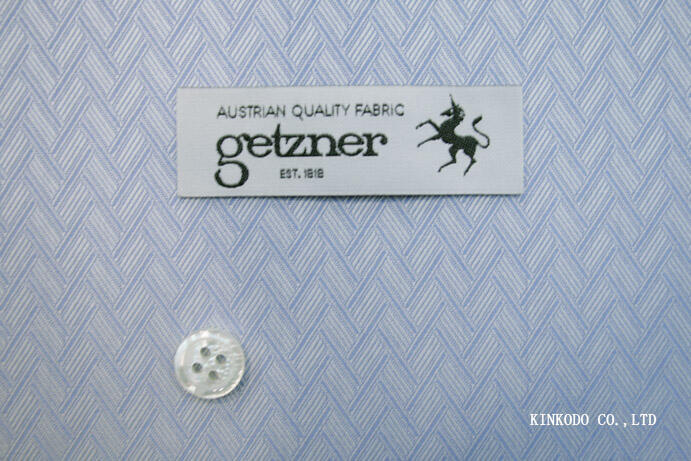 AUSTRIAN QUALITY FABRIC
getzner
EST. 1818
KINKODO CO.,LTD